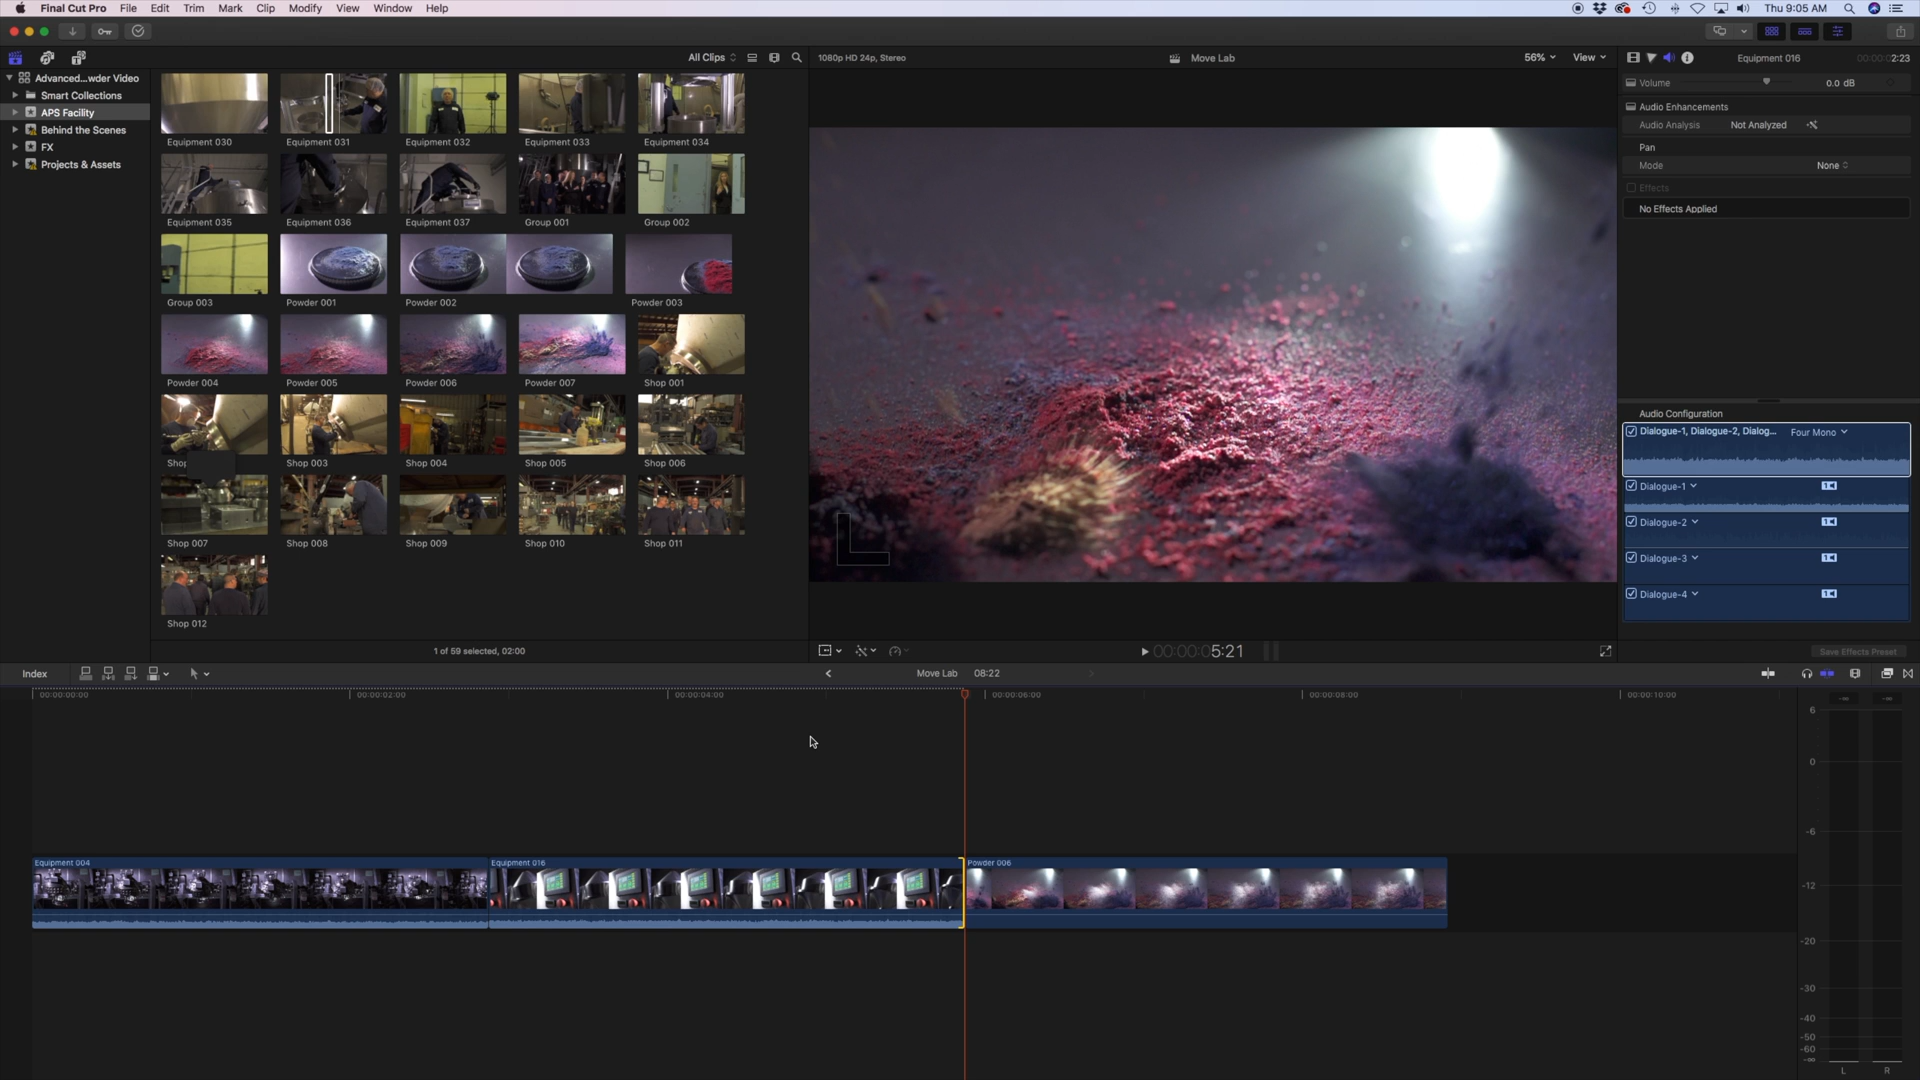 Final Cut Pro File Edit Trim Mark Clip Modify View Window Help
Thu 9:05 AM
All Clips
1080p HD 24p, Stereo
Move Lab
56% View
Equipment 016
2:23
Advanced...wder Video
Smart Collections
APS Facility
Behind the Scenes
FX
Projects & Assets
Equipment 030 Equipment 031 Equipment 032 Equipment 033 Equipment 034
Equipment 035 Equipment 036 Equipment 037 Group 001 Group 002
Group 003 Powder 001 Powder 002 Powder 003
Powder 004 Powder 005 Powder 006 Powder 007 Shop 001
Shop 003 Shop 004 Shop 005 Shop 006
Shop 007 Shop 008 Shop 009 Shop 010 Shop 011
Shop 012
1 of 59 selected, 02:00
Volume 0.0 dB
Audio Enhancements
Audio Analysis Not Analyzed
Pan
Mode None
Effects
No Effects Applied
Audio Configuration
Dialogue-1, Dialogue-2, Dialog... Four Mono
Dialogue-1
Dialogue-2
Dialogue-3
Dialogue-4
Save Effects Preset
00:00:05:21
Index
Move Lab 08:22
00:00:00:00 00:00:02:00 00:00:04:00 00:00:06:00 00:00:08:00 00:00:10:00
Equipment 004 Equipment 016 Powder 006
6
0
-6
-12
-20
-30
-40
-50
-60
-∞
L R